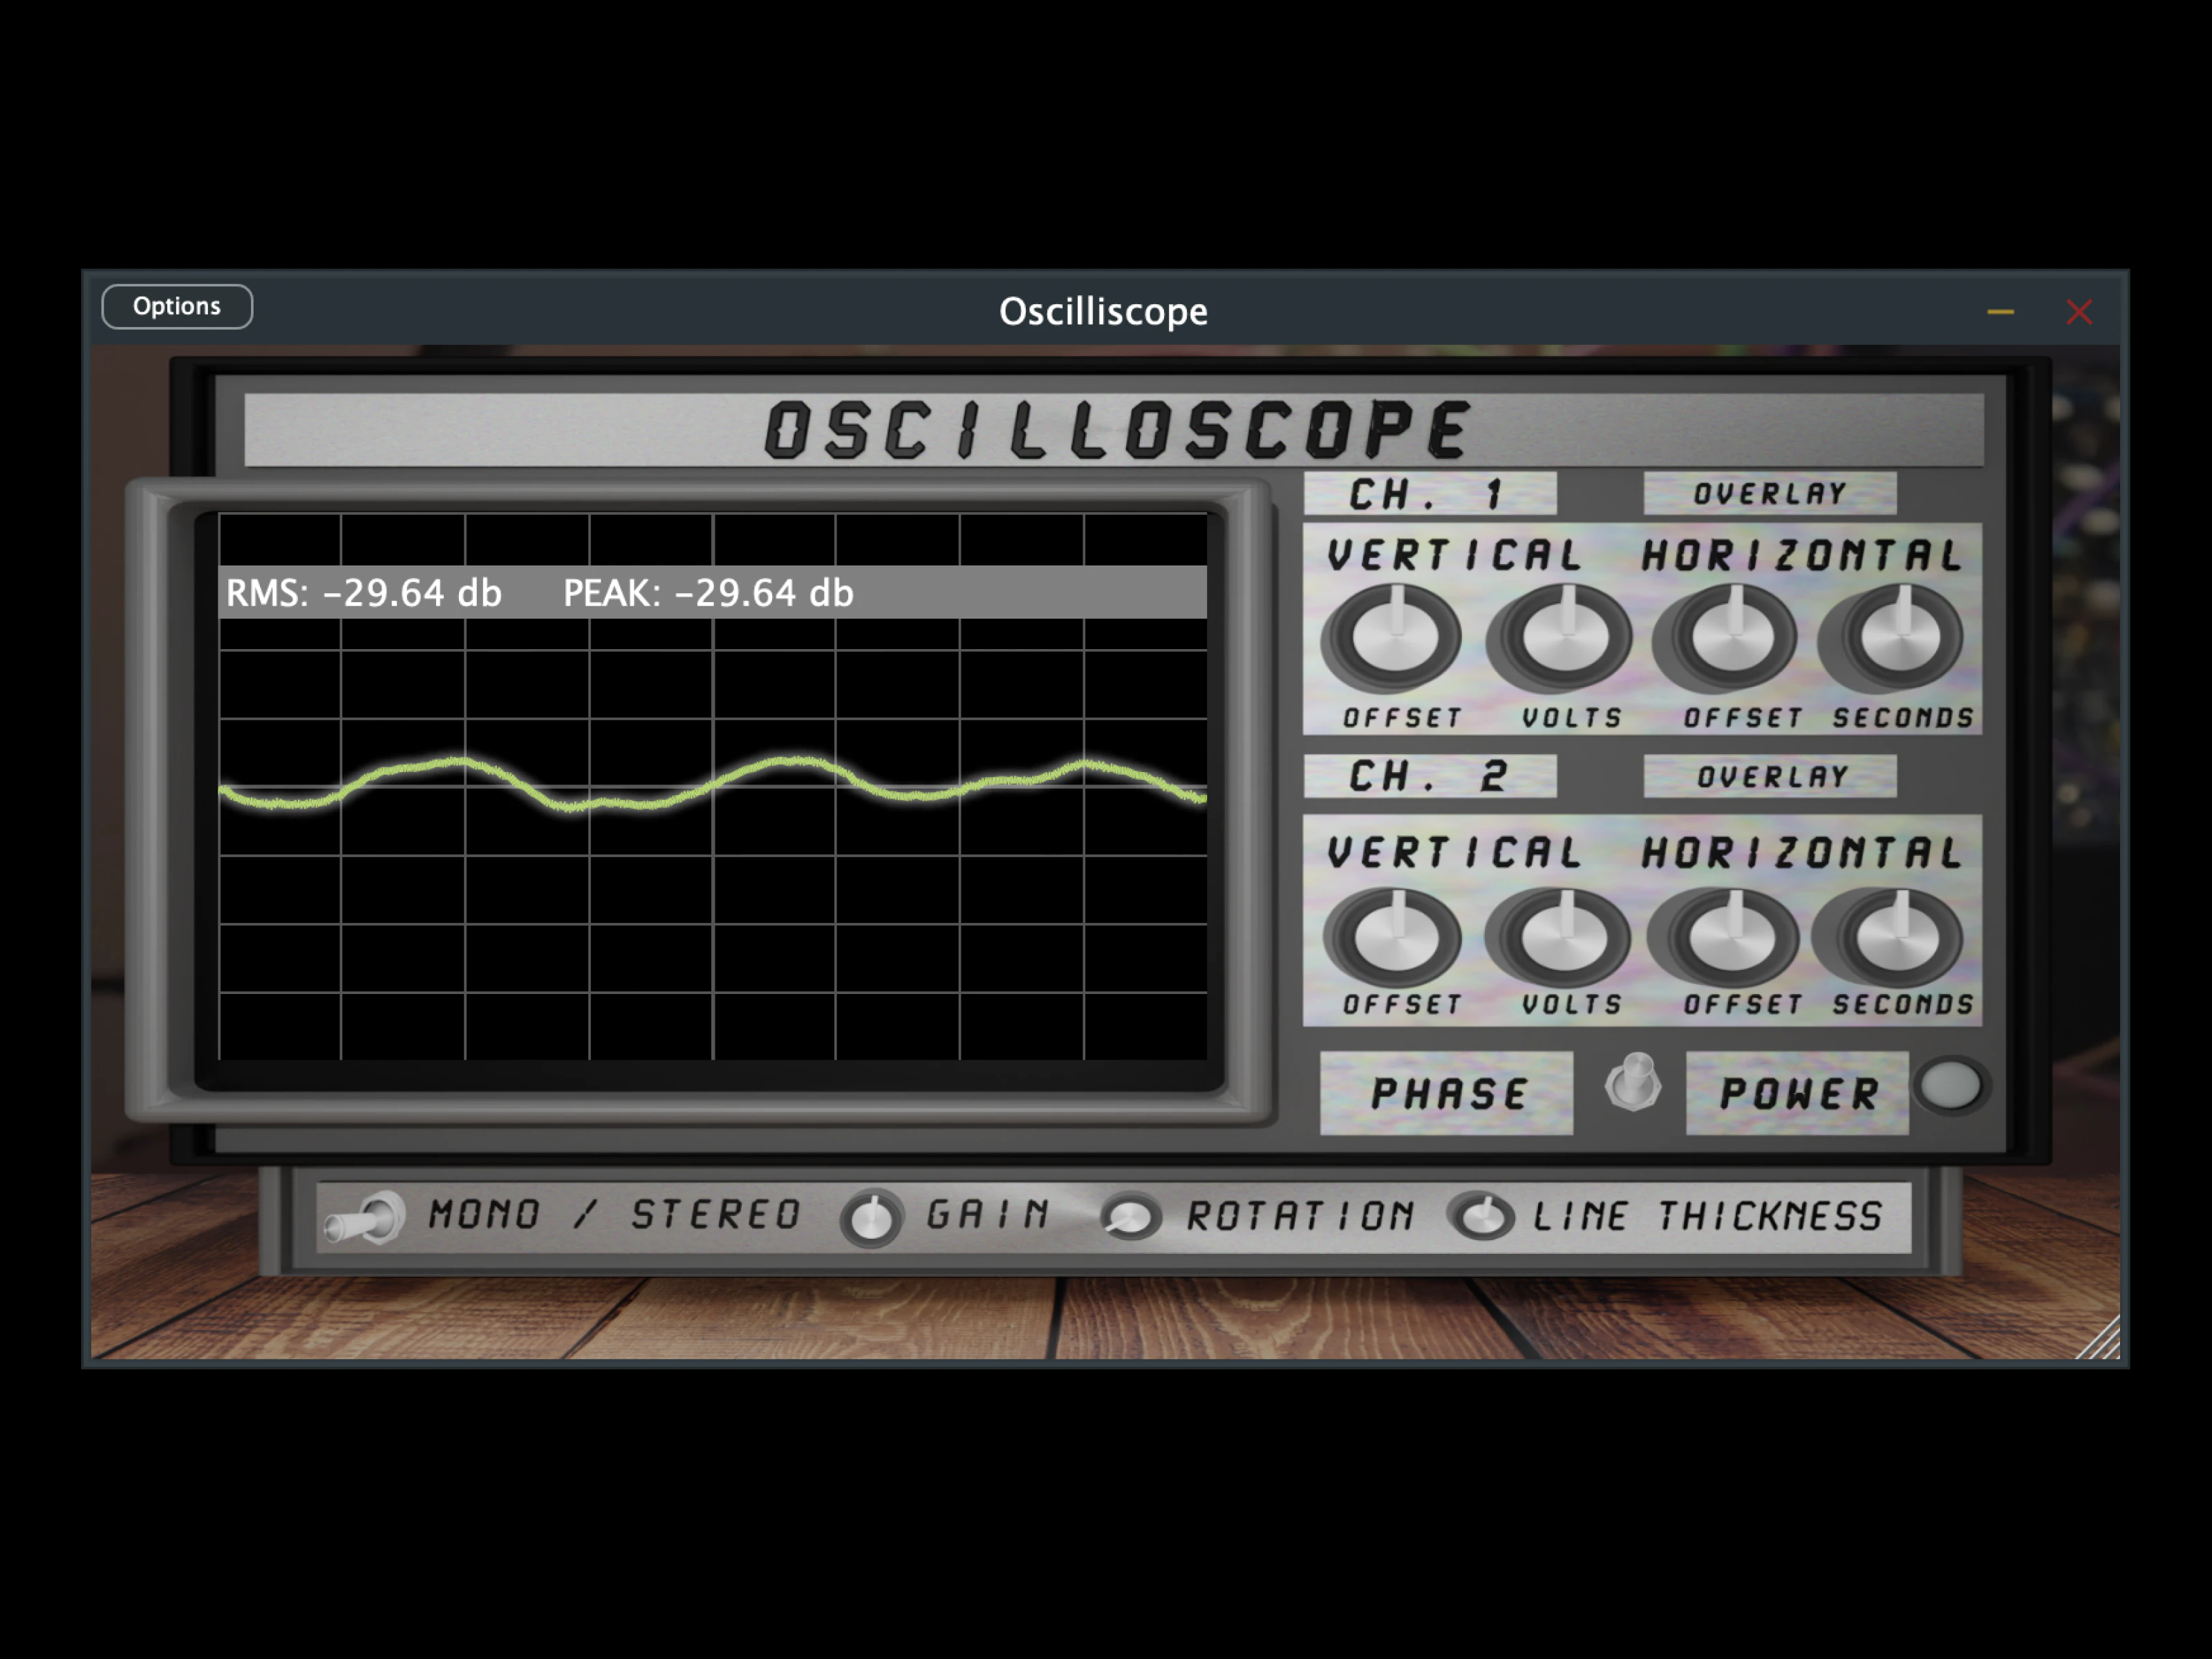 Options
Oscilliscope
OSCILLOSCOPE
CH. 1
OVERLAY
RMS: -29.64 db PEAK: -29.64 db
VERTICAL HORIZONTAL
OFFSET VOLTS OFFSET SECONDS
CH. 2
OVERLAY
VERTICAL HORIZONTAL
OFFSET VOLTS OFFSET SECONDS
PHASE
POWER
MONO / STEREO GAIN ROTATION LINE THICKNESS